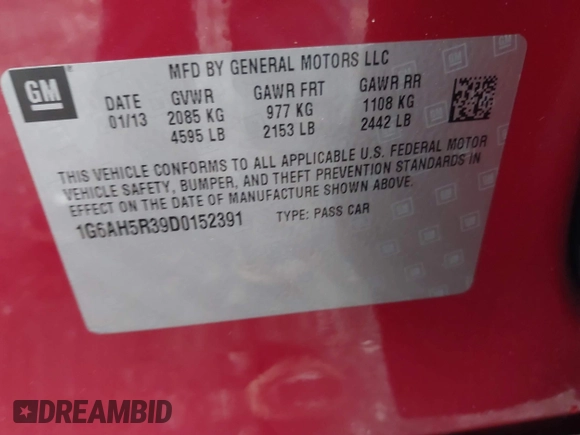 MFD BY GENERAL MOTORS LLC
GM
DATE GVWR GAWR FRT GAWR RR
01/13 2085 KG 977 KG 1108 KG
4595 LB 2153 LB 2442 LB
THIS VEHICLE CONFORMS TO ALL APPLICABLE U.S. FEDERAL MOTOR
VEHICLE SAFETY, BUMPER, AND THEFT PREVENTION STANDARDS IN
EFFECT ON THE DATE OF MANUFACTURE SHOWN ABOVE.
1G6AH5R39D0152391 TYPE: PASS CAR
DREAMBID